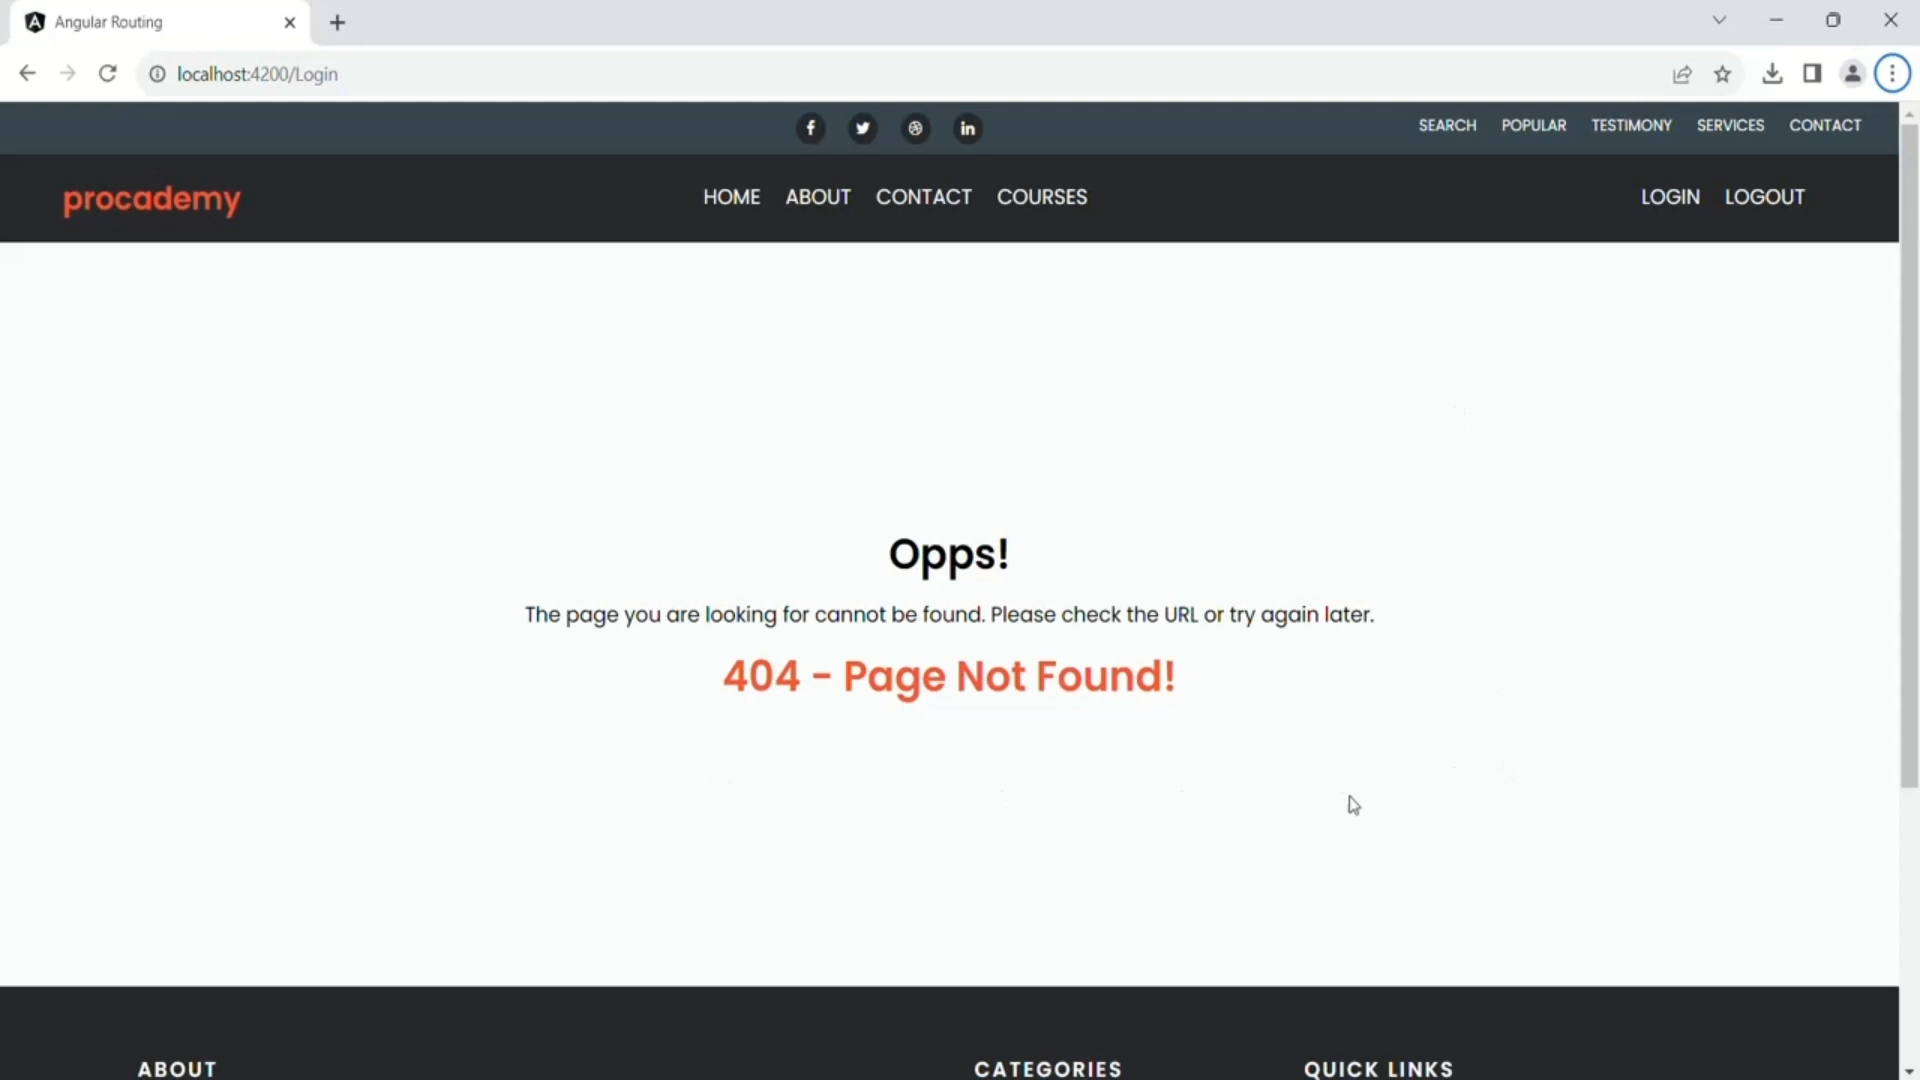 Angular Routing
localhost:4200/Login
SEARCH POPULAR TESTIMONY SERVICES CONTACT
procademy
HOME ABOUT CONTACT COURSES
LOGIN LOGOUT
Opps!
The page you are looking for cannot be found. Please check the URL or try again later.
404 - Page Not Found!
ABOUT CATEGORIES QUICK LINKS